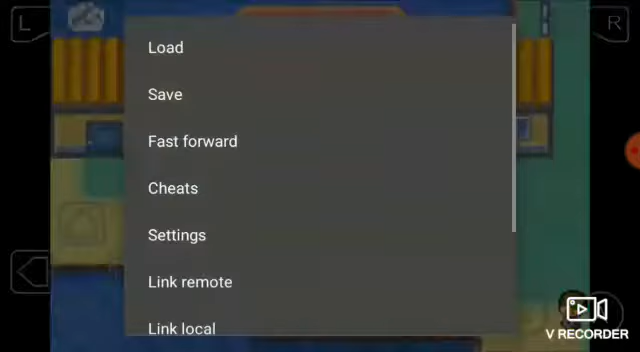 L
R
Load
Save
Fast forward
Cheats
Settings
Link remote
Link local
V RECORDER